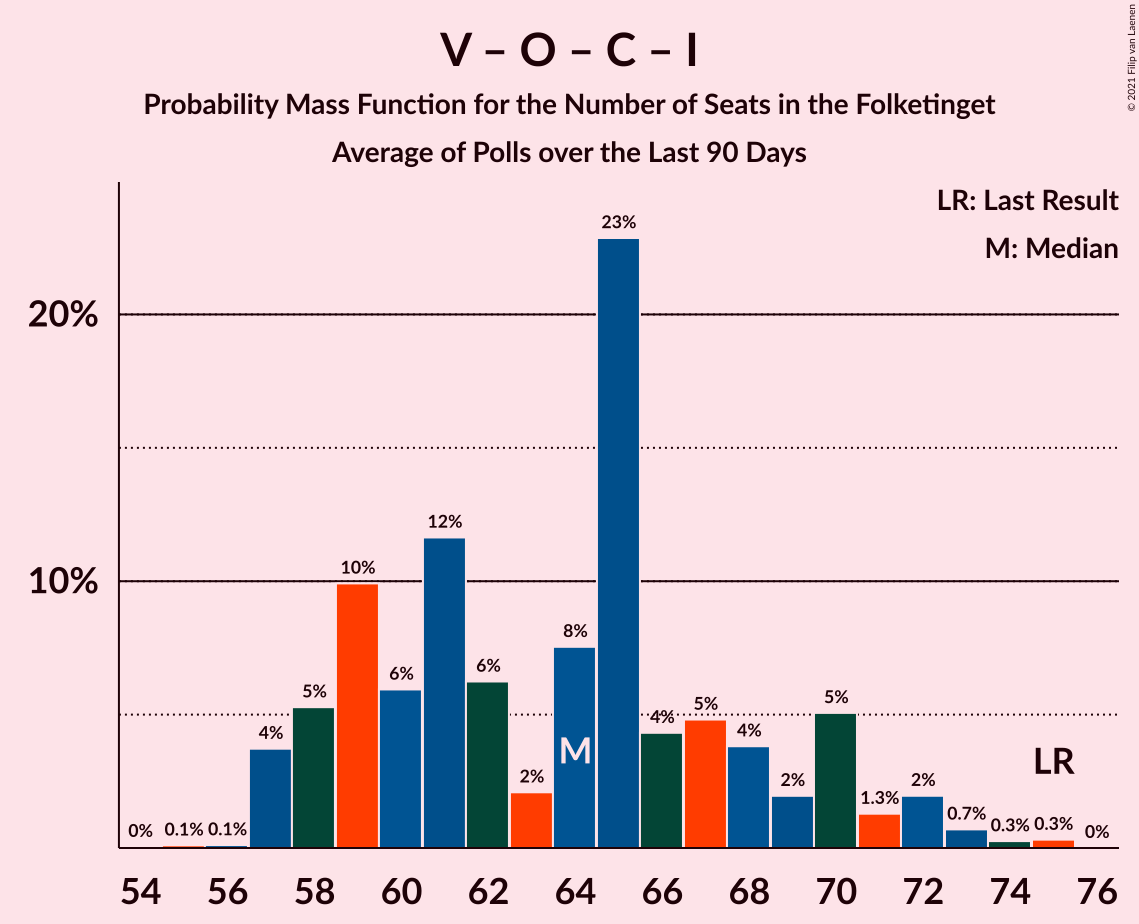 V – O – C – I
Probability Mass Function for the Number of Seats in the Folketinget
Average of Polls over the Last 90 Days
© 2021 Filip van Laenen
LR: Last Result
M: Median
20%
10%
0%
0.1%
0.1%
4%
5%
10%
6%
12%
6%
2%
8%
23%
4%
5%
4%
2%
5%
1.3%
2%
0.7%
0.3%
0.3%
0%
M
LR
54 56 58 60 62 64 66 68 70 72 74 76